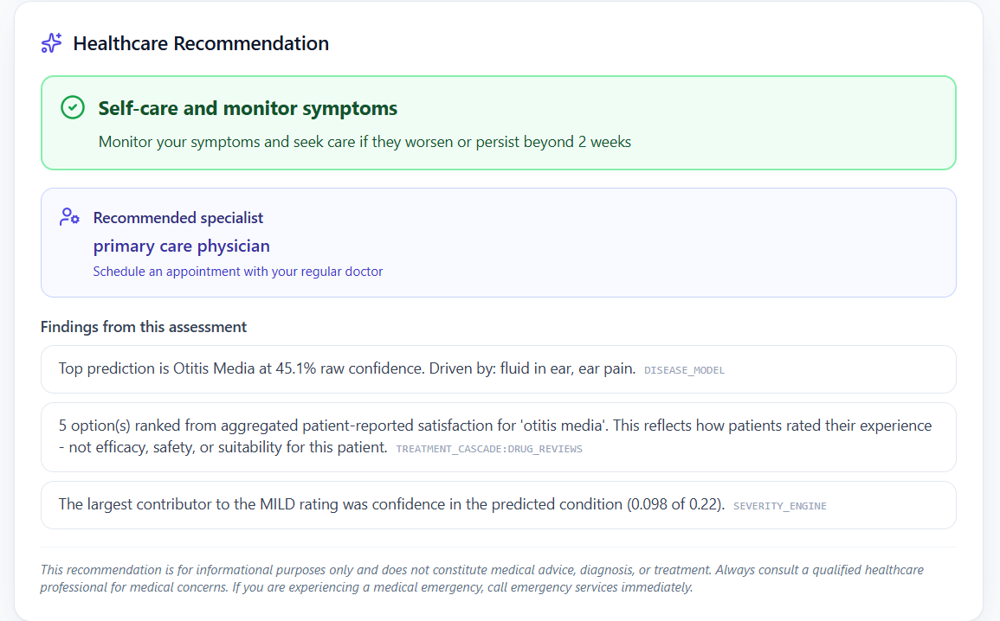 Healthcare Recommendation
Self-care and monitor symptoms
Monitor your symptoms and seek care if they worsen or persist beyond 2 weeks
Recommended specialist
primary care physician
Schedule an appointment with your regular doctor
Findings from this assessment
Top prediction is Otitis Media at 45.1% raw confidence. Driven by: fluid in ear, ear pain. DISEASE_MODEL
5 option(s) ranked from aggregated patient-reported satisfaction for 'otitis media'. This reflects how patients rated their experience
- not efficacy, safety, or suitability for this patient. TREATMENT_CASCADE:DRUG_REVIEWS
The largest contributor to the MILD rating was confidence in the predicted condition (0.098 of 0.22). SEVERITY_ENGINE
This recommendation is for informational purposes only and does not constitute medical advice, diagnosis, or treatment. Always consult a qualified healthcare
professional for medical concerns. If you are experiencing a medical emergency, call emergency services immediately.